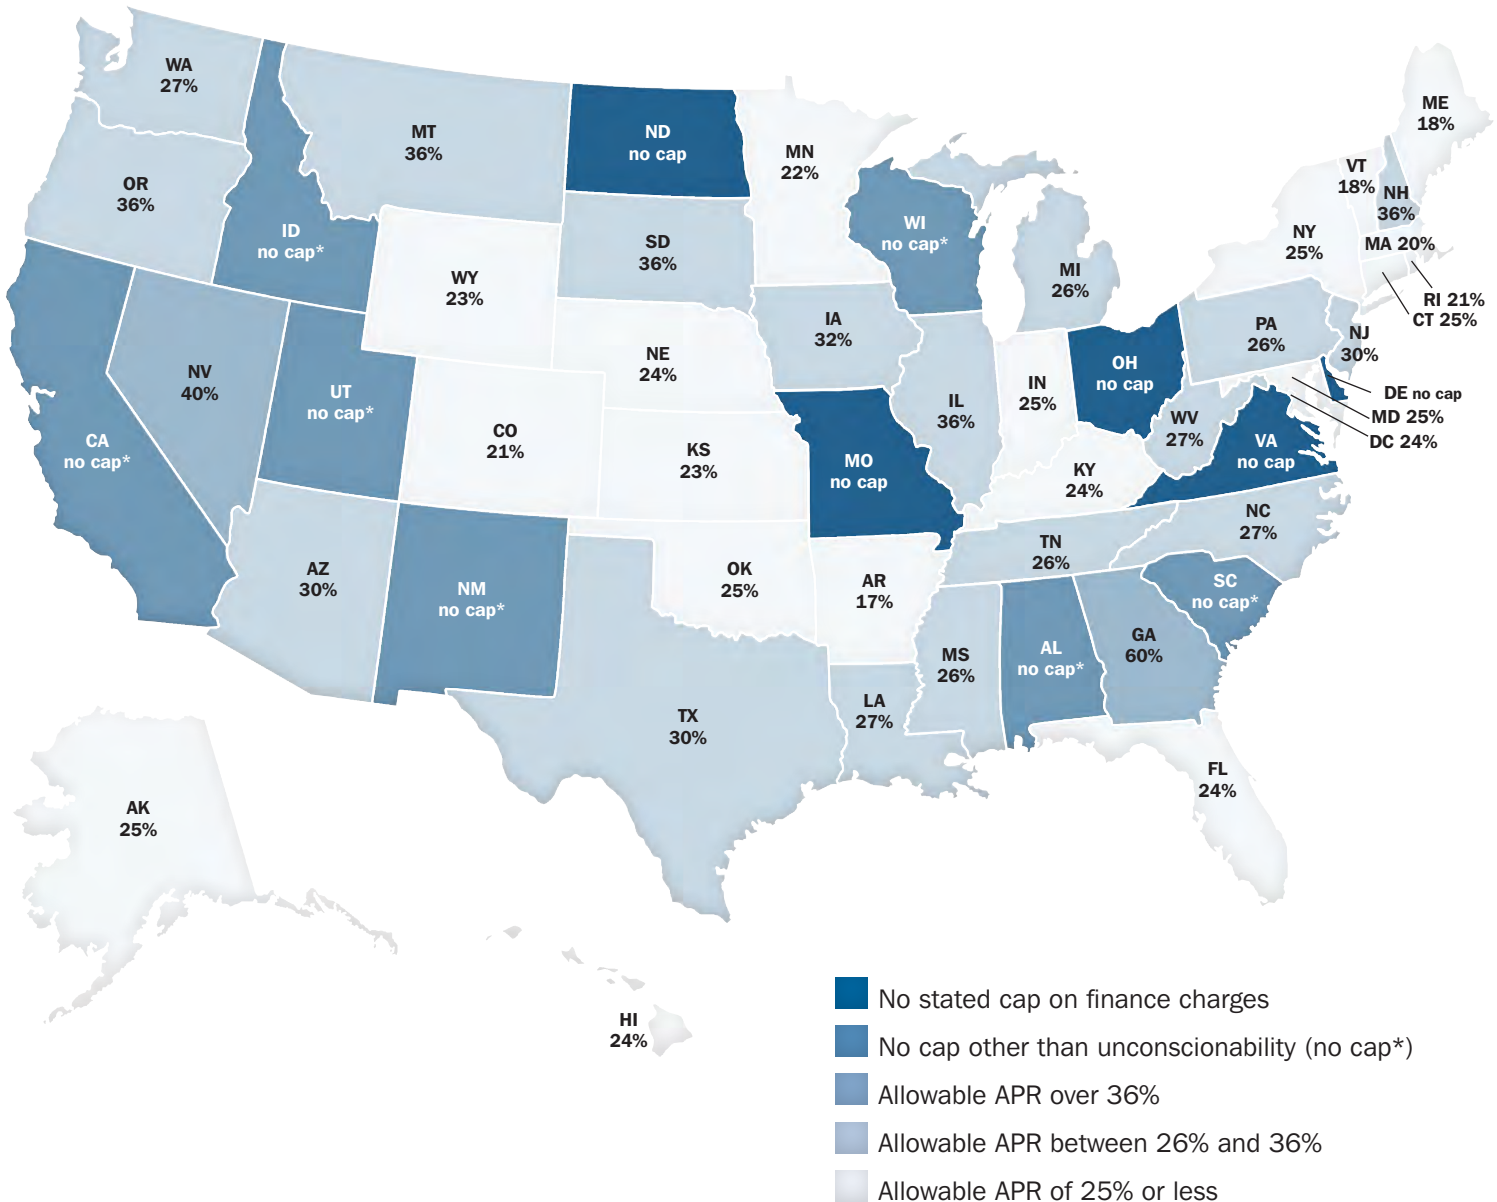 WA
27%
OR
36%
ID
no cap*
MT
36%
ND
no cap
MN
22%
WI
no cap*
SD
36%
WY
23%
MI
26%
ME
18%
VT
18%
NH
36%
NY
25%
MA 20%
RI 21%
CT 25%
PA
26%
NJ
30%
DE no cap
MD 25%
DC 24%
IA
32%
NE
24%
NV
40%
UT
no cap*
CA
no cap*
CO
21%
KS
23%
MO
no cap
IL
36%
IN
25%
OH
no cap
WV
27%
VA
no cap
KY
24%
NC
27%
TN
26%
SC
no cap*
AZ
30%
NM
no cap*
OK
25%
AR
17%
MS
26%
AL
no cap*
GA
60%
LA
27%
TX
30%
FL
24%
AK
25%
HI
24%
No stated cap on finance charges
No cap other than unconscionability (no cap*)
Allowable APR over 36%
Allowable APR between 26% and 36%
Allowable APR of 25% or less